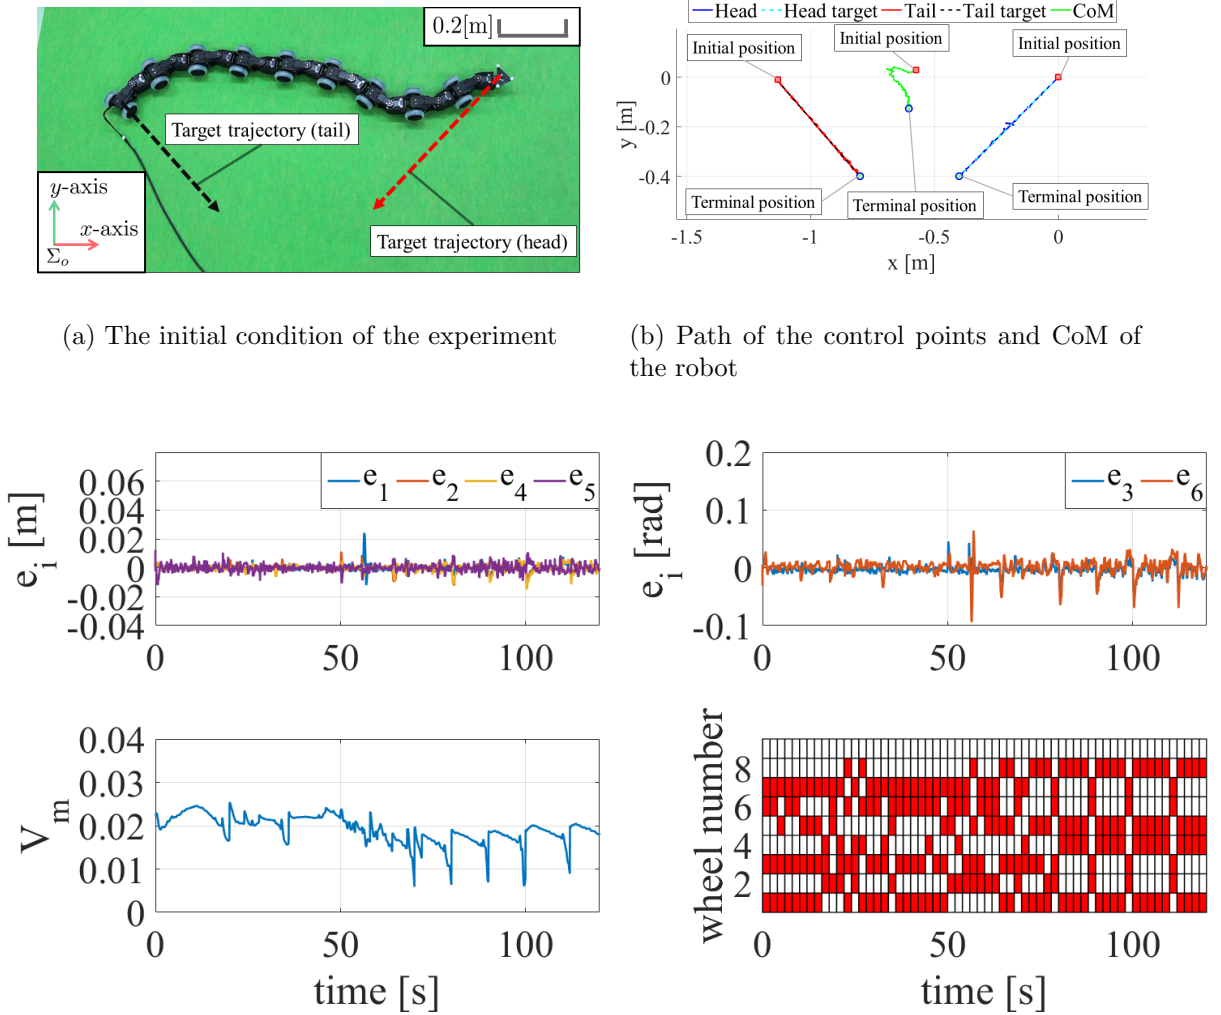 0.2[m]
Target trajectory (tail)
y-axis
x-axis
Σo
Target trajectory (head)
Head Head target Tail Tail target CoM
Initial position
Initial position
Initial position
0
-0.2
-0.4
y [m]
Terminal position
Terminal position
Terminal position
-1.5 -1 -0.5 0
x [m]
(a) The initial condition of the experiment
(b) Path of the control points and CoM of
the robot
e1 e2 e4 e5
0.06
0.04
0.02
0
-0.02
-0.04
ei [m]
0 50 100
e3 e6
0.2
0.1
0
-0.1
ei [rad]
0 50 100
0.04
0.03
0.02
0.01
0
Vm
0 50 100
time [s]
8
6
4
2
wheel number
0 50 100
time [s]